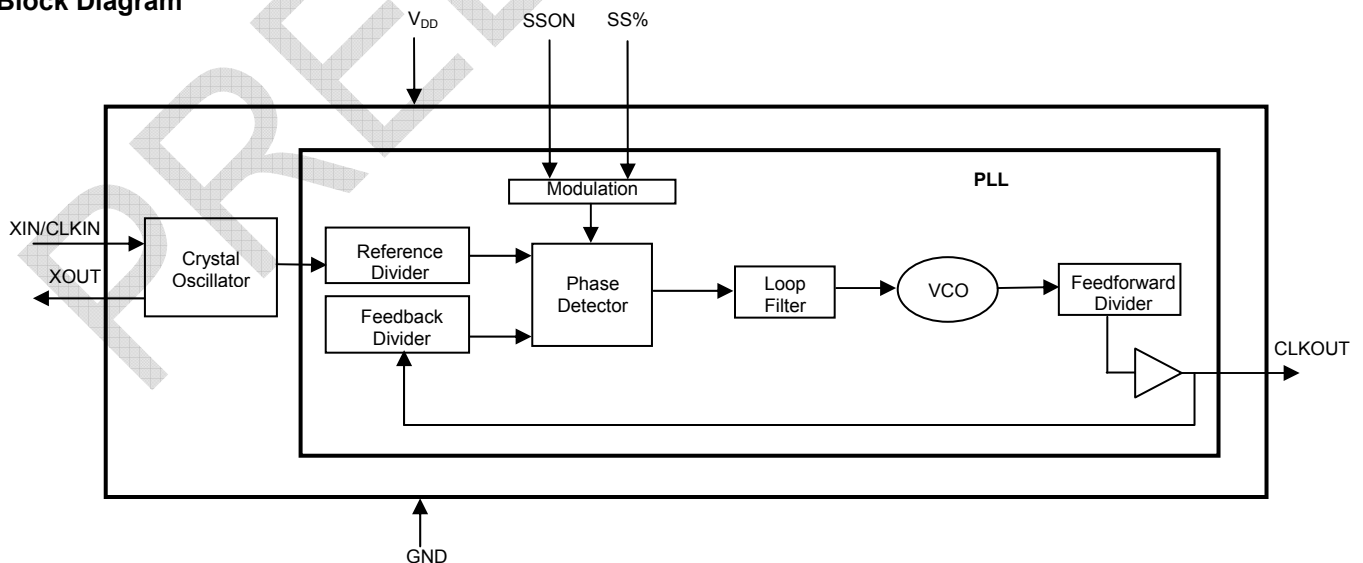 Block Diagram
VDD
SSON
SS%
Modulation
PLL
XIN/CLKIN
XOUT
Crystal
Oscillator
Reference
Divider
Feedback
Divider
Phase
Detector
Loop
Filter
VCO
Feedforward
Divider
CLKOUT
GND